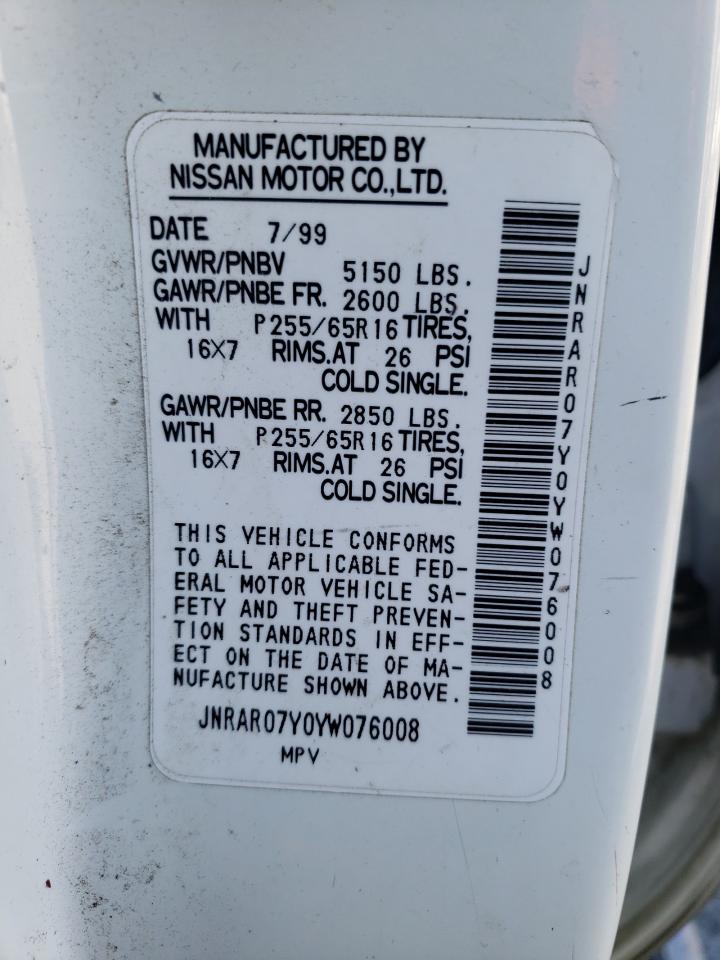 MANUFACTURED BY
NISSAN MOTOR CO.,LTD.
DATE 7/99
GVWR/PNBV 5150 LBS.
GAWR/PNBE FR. 2600 LBS.
WITH P255/65R16 TIRES,
16X7 RIMS.AT 26 PSI
COLD SINGLE.
GAWR/PNBE RR. 2850 LBS.
WITH P255/65R16 TIRES,
16X7 RIMS.AT 26 PSI
COLD SINGLE.
THIS VEHICLE CONFORMS
TO ALL APPLICABLE FED-
ERAL MOTOR VEHICLE SA-
FETY AND THEFT PREVEN-
TION STANDARDS IN EFF-
ECT ON THE DATE OF MA-
NUFACTURE SHOWN ABOVE.
JNRAR07Y0YW076008
MPV
JNRAR07Y0YW076008